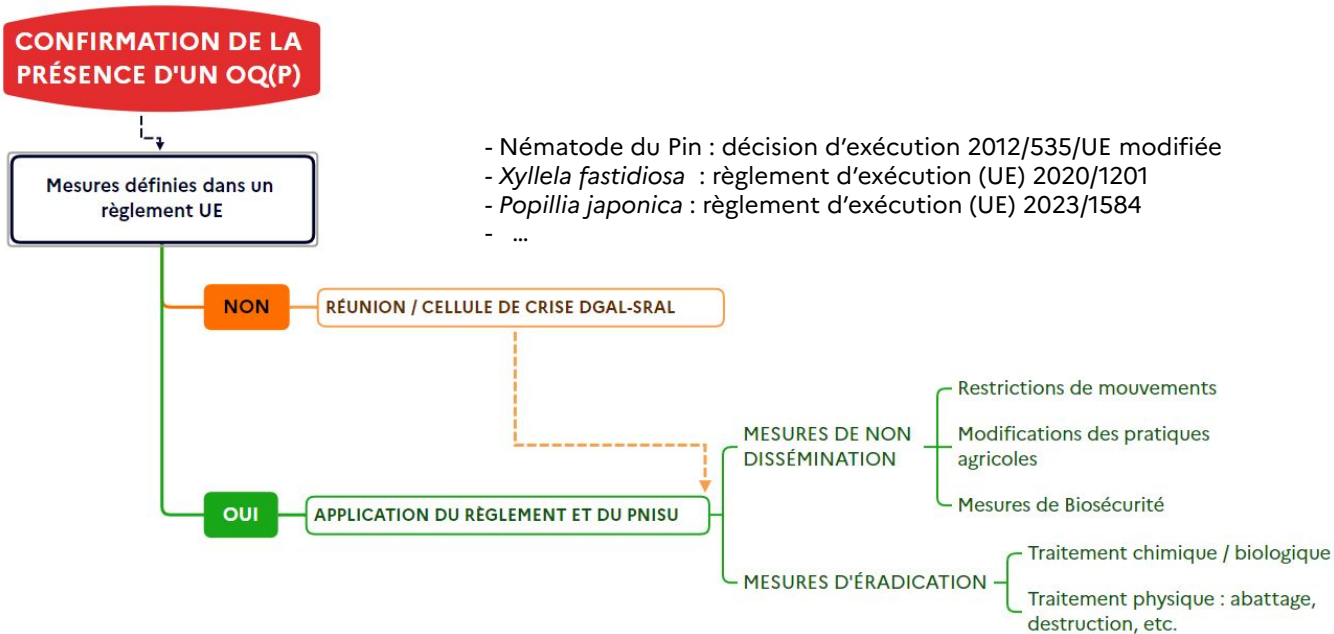 CONFIRMATION DE LA
PRÉSENCE D'UN OQ(P)
Mesures définies dans un
règlement UE
- Nématode du Pin : décision d'exécution 2012/535/UE modifiée
- Xyllela fastidiosa : règlement d'exécution (UE) 2020/1201
- Popillia japonica : règlement d'exécution (UE) 2023/1584
- ...
NON
RÉUNION / CELLULE DE CRISE DGAL-SRAL
OUI
APPLICATION DU RÈGLEMENT ET DU PNISU
MESURES DE NON
DISSÉMINATION
Restrictions de mouvements
Modifications des pratiques
agricoles
Mesures de Biosécurité
MESURES D'ÉRADICATION
Traitement chimique / biologique
Traitement physique : abattage,
destruction, etc.